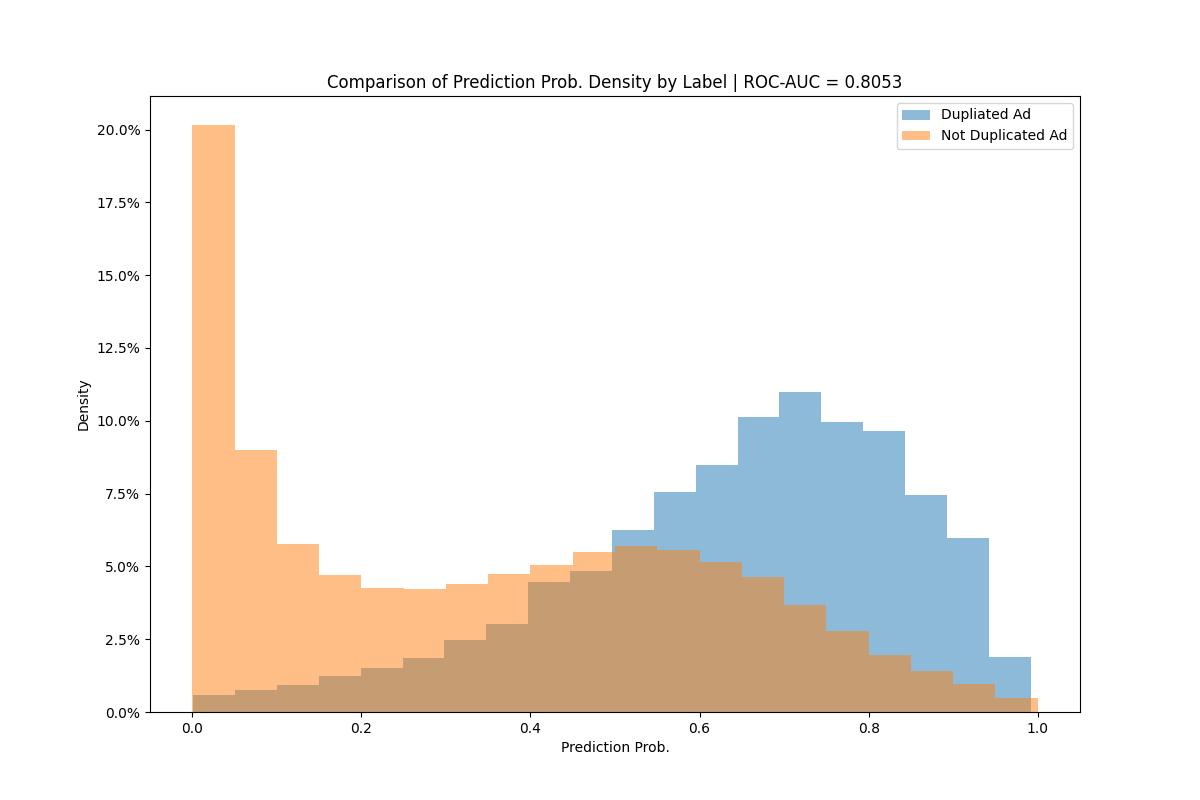 Comparison of Prediction Prob. Density by Label | ROC-AUC = 0.8053
Dupliated Ad
Not Duplicated Ad
20.0%
17.5%
15.0%
12.5%
10.0%
7.5%
5.0%
2.5%
0.0%
Density
0.0 0.2 0.4 0.6 0.8 1.0
Prediction Prob.